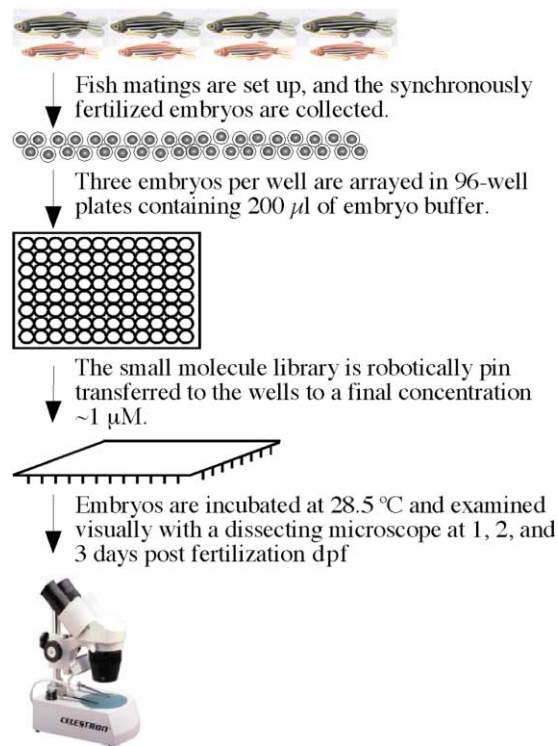 Fish matings are set up, and the synchronously
fertilized embryos are collected.
Three embryos per well are arrayed in 96-well
plates containing 200 µl of embryo buffer.
The small molecule library is robotically pin
transferred to the wells to a final concentration
~1 µM.
Embryos are incubated at 28.5 °C and examined
visually with a dissecting microscope at 1, 2, and
3 days post fertilization dpf
CELESTRON